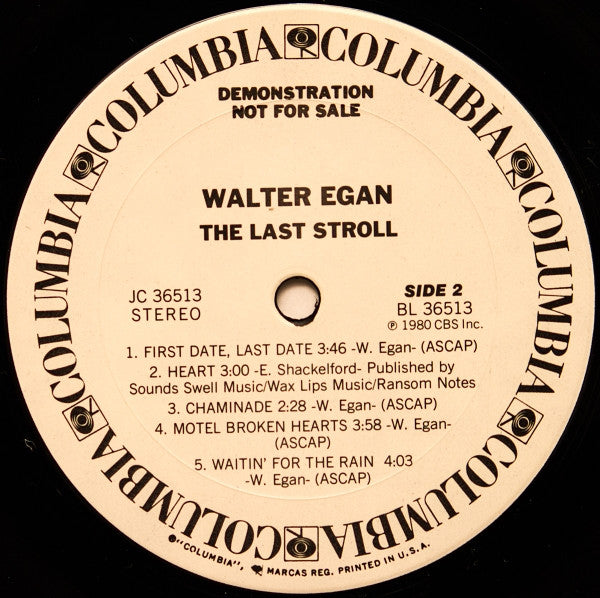 COLUMBIA COLUMBIA COLUMBIA COLUMBIA COLUMBIA COLUMBIA COLUMBIA COLUMBIA
DEMONSTRATION
NOT FOR SALE
WALTER EGAN
THE LAST STROLL
JC 36513
STEREO
SIDE 2
BL 36513
℗ 1980 CBS Inc.
1. FIRST DATE, LAST DATE 3:46 -W. Egan- (ASCAP)
2. HEART 3:00 -E. Shackelford- Published by
Sounds Swell Music/Wax Lips Music/Ransom Notes
3. CHAMINADE 2:28 -W. Egan- (ASCAP)
4. MOTEL BROKEN HEARTS 3:58 -W. Egan-
(ASCAP)
5. WAITIN' FOR THE RAIN 4:03
-W. Egan- (ASCAP)
"COLUMBIA", MARCAS REG. PRINTED IN U.S.A.